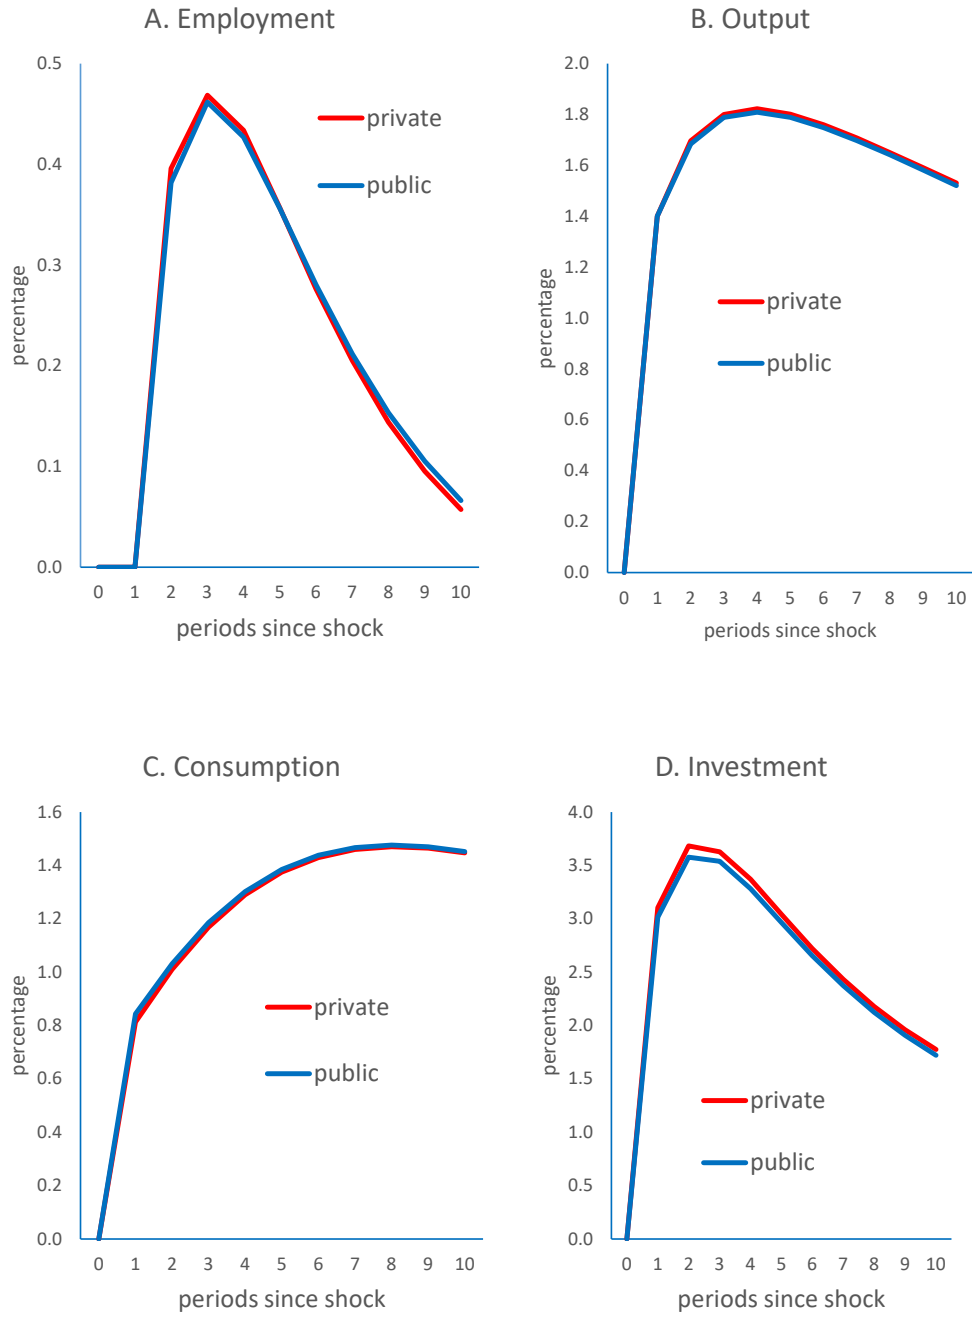 A. Employment
0.5
0.4
0.3
0.2
0.1
0.0
percentage
private
public
0 1 2 3 4 5 6 7 8 9 10
periods since shock
B. Output
2.0
1.8
1.6
1.4
1.2
1.0
0.8
0.6
0.4
0.2
0.0
percentage
private
public
0 1 2 3 4 5 6 7 8 9 10
periods since shock
C. Consumption
1.6
1.4
1.2
1.0
0.8
0.6
0.4
0.2
0.0
percentage
private
public
0 1 2 3 4 5 6 7 8 9 10
periods since shock
D. Investment
4.0
3.5
3.0
2.5
2.0
1.5
1.0
0.5
0.0
percentage
private
public
0 1 2 3 4 5 6 7 8 9 10
periods since shock